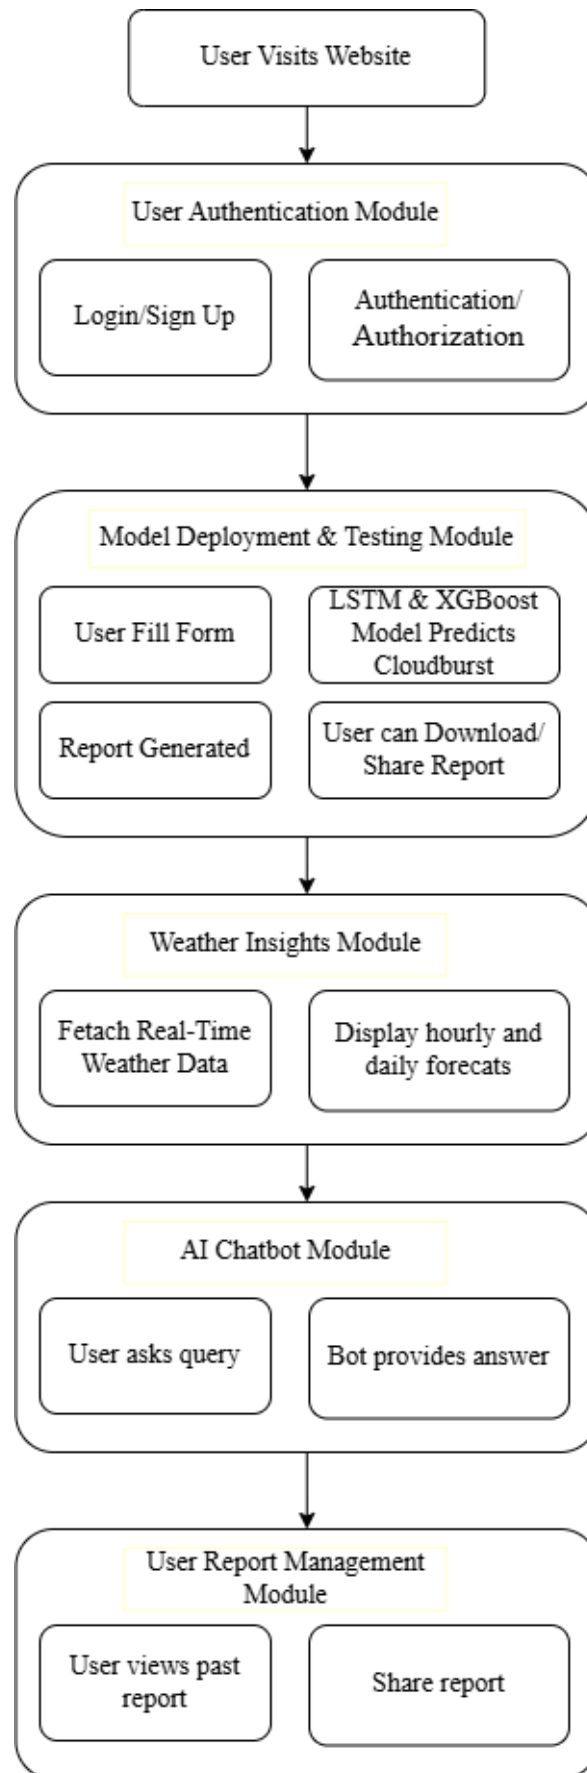 User Visits Website
User Authentication Module
Login/Sign Up
Authentication/
Authorization
Model Deployment & Testing Module
User Fill Form
LSTM & XGBoost
Model Predicts
Cloudburst
Report Generated
User can Download/
Share Report
Weather Insights Module
Fetach Real-Time
Weather Data
Display hourly and
daily forecats
AI Chatbot Module
User asks query
Bot provides answer
User Report Management
Module
User views past
report
Share report